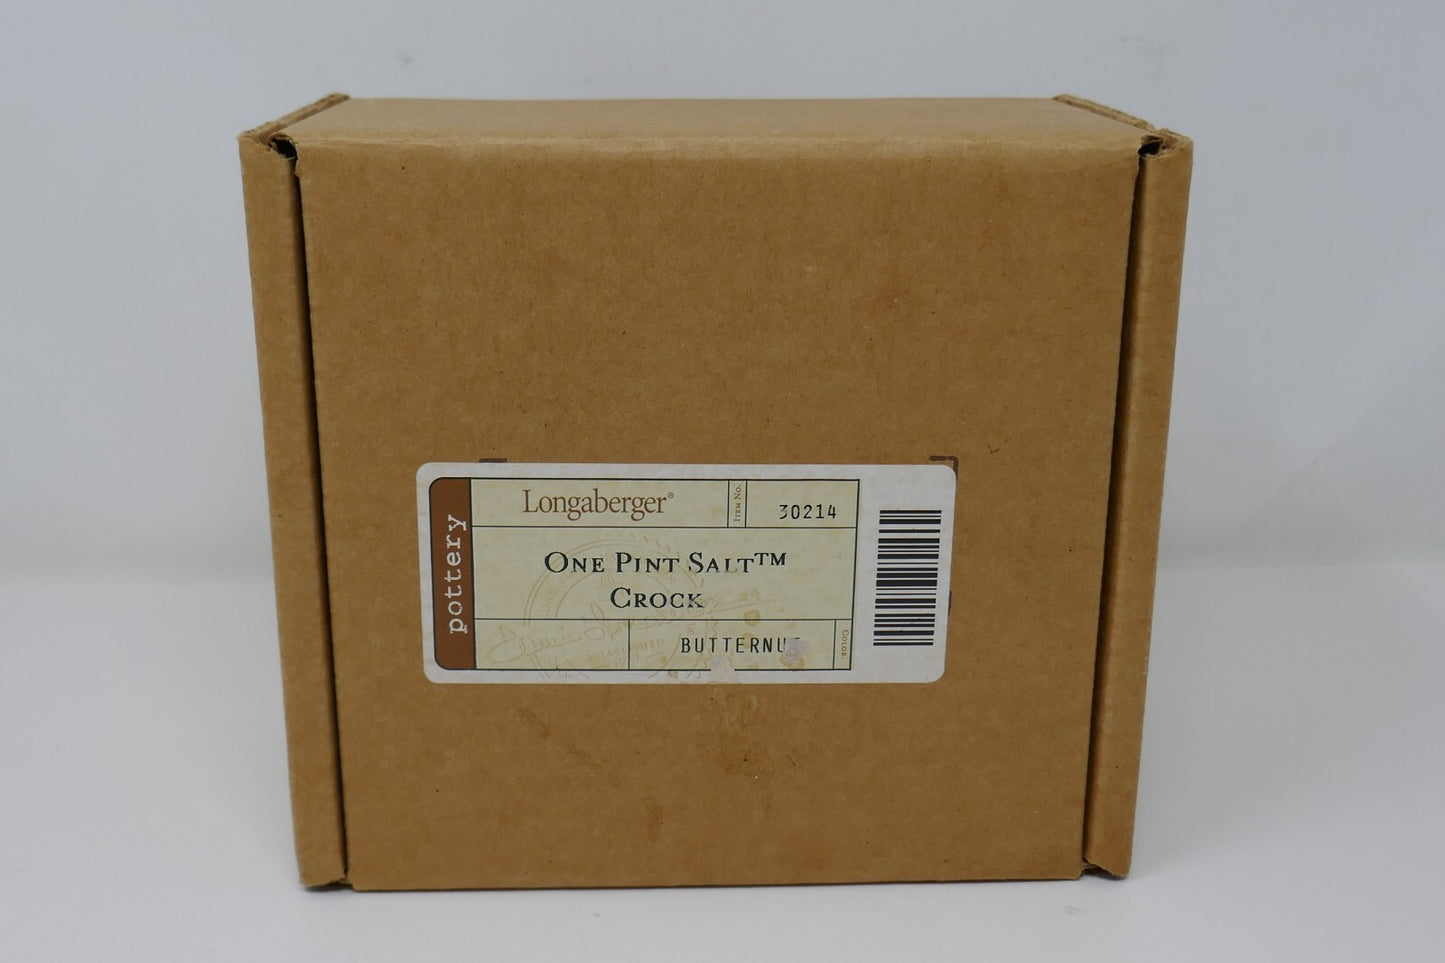 pottery
Longaberger®
Item No.
30214
One Pint Salt™
Crock
BUTTERNUT
Color: